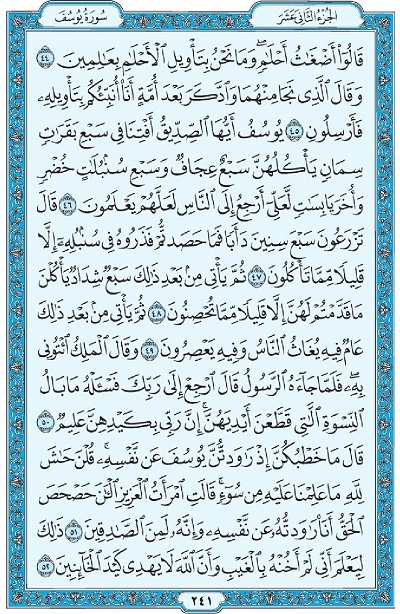 الجزء الثاني عشر
سورة يوسف
قَالُوٓا۟ أَضْغَـٰثُ أَحْلَـٰمٍ ۖ وَمَا نَحْنُ بِتَأْوِيلِ ٱلْأَحْلَـٰمِ بِعَـٰلِمِينَ ٤٤
وَقَالَ ٱلَّذِى نَجَا مِنْهُمَا وَٱدَّكَرَ بَعْدَ أُمَّةٍ أَنَا۠ أُنَبِّئُكُم بِتَأْوِيلِهِۦ
فَأَرْسِلُونِ ٤٥ يُوسُفُ أَيُّهَا ٱلصِّدِّيقُ أَفْتِنَا فِى سَبْعِ بَقَرَٰتٍ
سِمَانٍ يَأْكُلُهُنَّ سَبْعٌ عِجَافٌ وَسَبْعِ سُنۢبُلَـٰتٍ خُضْرٍ
وَأُخَرَ يَابِسَـٰتٍ لَّعَلِّىٓ أَرْجِعُ إِلَى ٱلنَّاسِ لَعَلَّهُمْ يَعْلَمُونَ ٤٦ قَالَ
تَزْرَعُونَ سَبْعَ سِنِينَ دَأَبًا فَمَا حَصَدتُّمْ فَذَرُوهُ فِى سُنۢبُلِهِۦٓ إِلَّا
قَلِيلًا مِّمَّا تَأْكُلُونَ ٤٧ ثُمَّ يَأْتِى مِنۢ بَعْدِ ذَٰلِكَ سَبْعٌ شِدَادٌ يَأْكُلْنَ
مَا قَدَّمْتُمْ لَهُنَّ إِلَّا قَلِيلًا مِّمَّا تُحْصِنُونَ ٤٨ ثُمَّ يَأْتِى مِنۢ بَعْدِ ذَٰلِكَ
عَامٌ فِيهِ يُغَاثُ ٱلنَّاسُ وَفِيهِ يَعْصِرُونَ ٤٩ وَقَالَ ٱلْمَلِكُ ٱئْتُونِى
بِهِۦ ۖ فَلَمَّا جَآءَهُ ٱلرَّسُولُ قَالَ ٱرْجِعْ إِلَىٰ رَبِّكَ فَسْـَٔلْهُ مَا بَالُ
ٱلنِّسْوَةِ ٱلَّـٰتِى قَطَّعْنَ أَيْدِيَهُنَّ ۚ إِنَّ رَبِّى بِكَيْدِهِنَّ عَلِيمٌ ٥٠
قَالَ مَا خَطْبُكُنَّ إِذْ رَٰوَدتُّنَّ يُوسُفَ عَن نَّفْسِهِۦ ۚ قُلْنَ حَـٰشَ
لِلَّهِ مَا عَلِمْنَا عَلَيْهِ مِن سُوٓءٍ ۚ قَالَتِ ٱمْرَأَتُ ٱلْعَزِيزِ ٱلْـَٔـٰنَ حَصْحَصَ
ٱلْحَقُّ أَنَا۠ رَٰوَدتُّهُۥ عَن نَّفْسِهِۦ وَإِنَّهُۥ لَمِنَ ٱلصَّـٰدِقِينَ ٥١ ذَٰلِكَ
لِيَعْلَمَ أَنِّى لَمْ أَخُنْهُ بِٱلْغَيْبِ وَأَنَّ ٱللَّهَ لَا يَهْدِى كَيْدَ ٱلْخَآئِنِينَ ٥٢
٢٤١